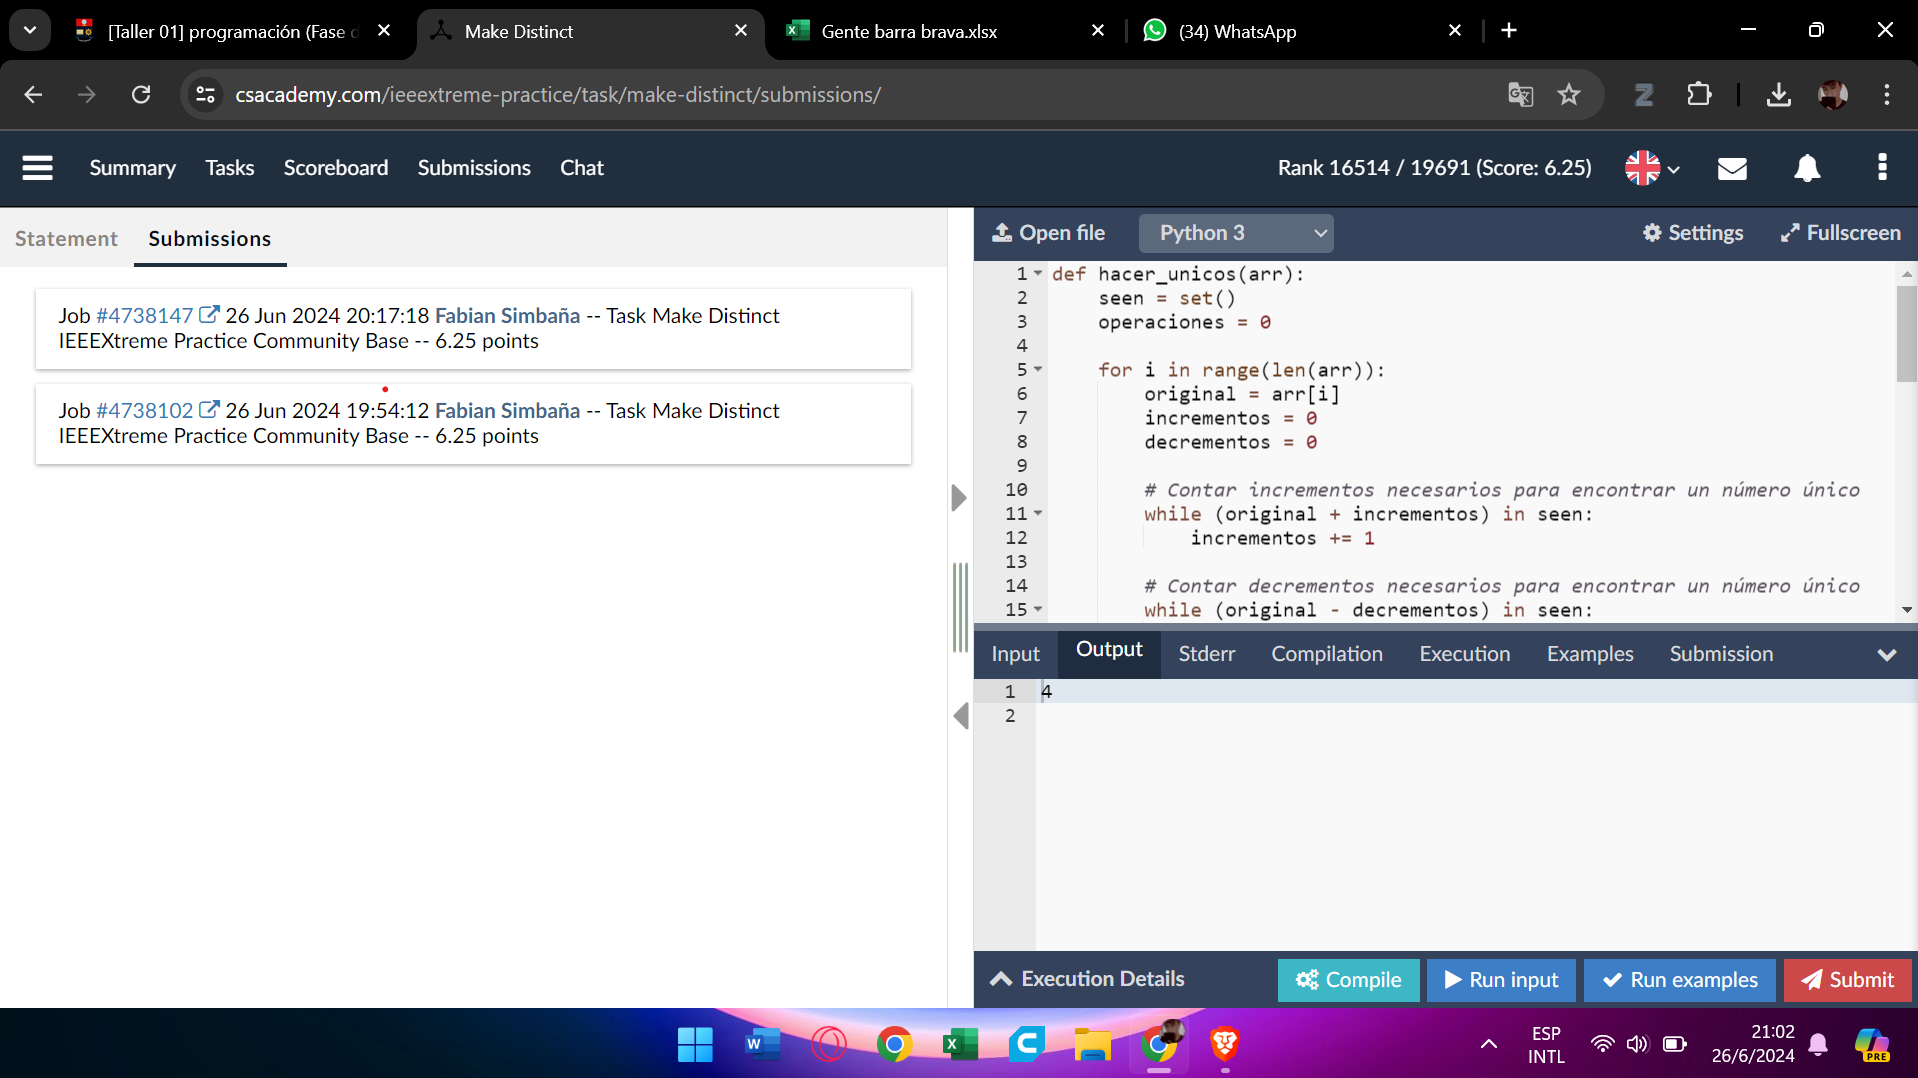 [Taller 01] programación (Fase d
Make Distinct
Gente barra brava.xlsx
(34) WhatsApp
csacademy.com/ieeextreme-practice/task/make-distinct/submissions/
Summary Tasks Scoreboard Submissions Chat
Rank 16514 / 19691 (Score: 6.25)
Statement Submissions
Job #4738147 26 Jun 2024 20:17:18 Fabian Simbaña -- Task Make Distinct
IEEEXtreme Practice Community Base -- 6.25 points
Job #4738102 26 Jun 2024 19:54:12 Fabian Simbaña -- Task Make Distinct
IEEEXtreme Practice Community Base -- 6.25 points
Open file Python 3 Settings Fullscreen
1 def hacer_unicos(arr):
2 seen = set()
3 operaciones = 0
4
5 for i in range(len(arr)):
6 original = arr[i]
7 incrementos = 0
8 decrementos = 0
9
10 # Contar incrementos necesarios para encontrar un número único
11 while (original + incrementos) in seen:
12 incrementos += 1
13
14 # Contar decrementos necesarios para encontrar un número único
15 while (original - decrementos) in seen:
Input Output Stderr Compilation Execution Examples Submission
1 4
2
Execution Details Compile Run input Run examples Submit
ESP
INTL
21:02
26/6/2024
PRE